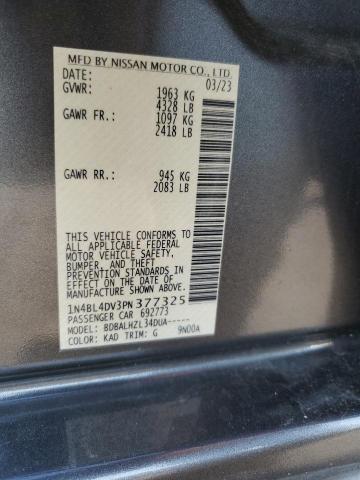 MFD BY NISSAN MOTOR CO., LTD.
DATE: 03/23
GVWR: 1963 KG
4328 LB
GAWR FR.: 1097 KG
2418 LB
GAWR RR.: 945 KG
2083 LB
THIS VEHICLE CONFORMS TO
ALL APPLICABLE FEDERAL
MOTOR VEHICLE SAFETY,
BUMPER, AND THEFT
PREVENTION STANDARDS IN
EFFECT ON THE DATE OF
MANUFACTURE SHOWN ABOVE.
1N4BL4DV3PN377325
PASSENGER CAR 692773
MODEL: BDBALHZL34DUA-----
COLOR: KAD TRIM: G 9N00A